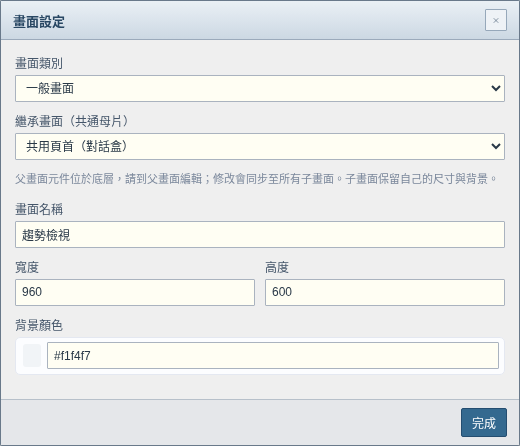 畫面設定
×
畫面類別
一般畫面
繼承畫面（共通母片）
共用頁首（對話盒）
父畫面元件位於底層，請到父畫面編輯；修改會同步至所有子畫面。子畫面保留自己的尺寸與背景。
畫面名稱
趨勢檢視
寬度 高度
960 600
背景顏色
#f1f4f7
完成